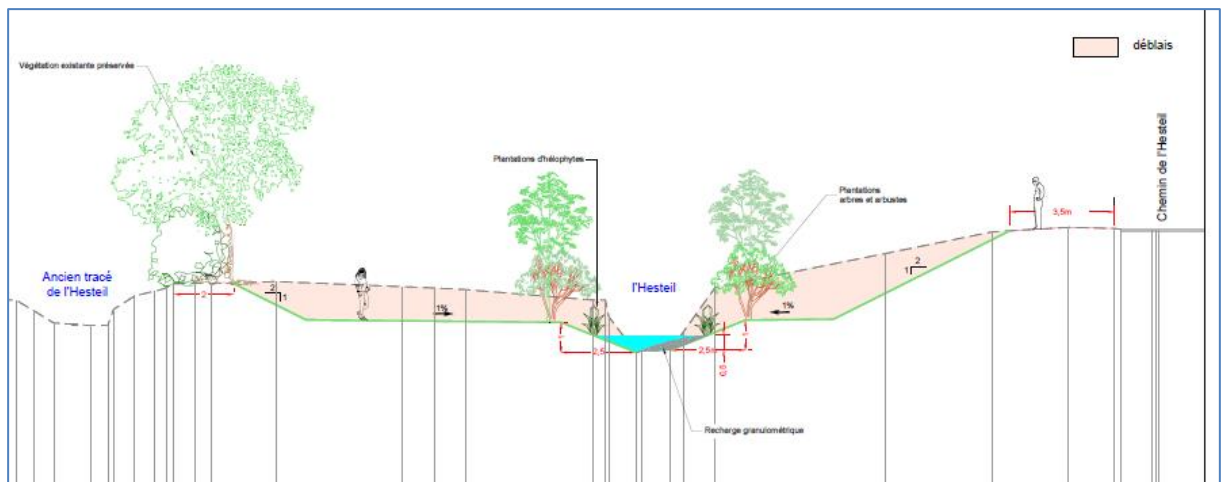 déblais
Végétation existante préservée
Chemin de l'Hesteil
Plantations d'hélophytes
Plantations
arbres et arbustes
3,5m
Ancien tracé
de l'Hesteil
l'Hesteil
2
1
2
1
2
1%
1%
1
1
2,5
2,5m
0,5
Recharge granulométrique